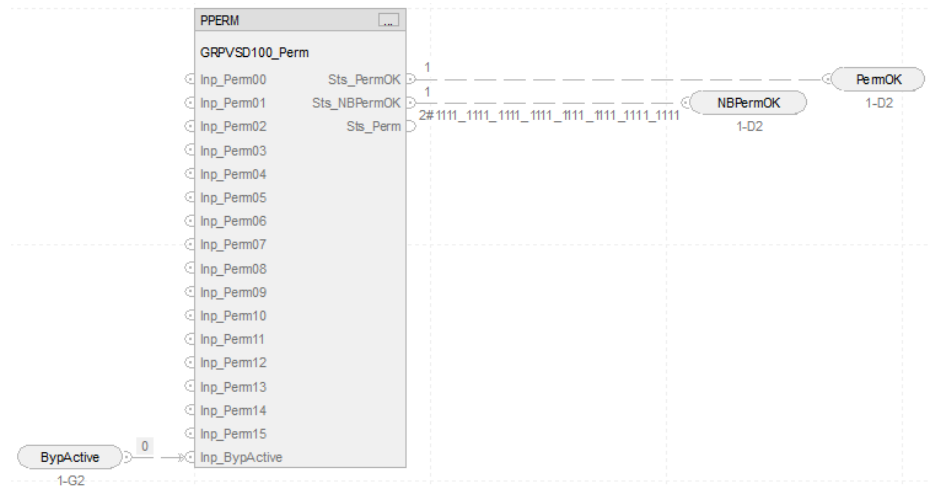 PPERM ...
GRPVSD100_Perm
Inp_Perm00 Sts_PermOK 1 PermOK
Inp_Perm01 Sts_NBPermOK 1 NBPermOK 1-D2
Inp_Perm02 Sts_Perm 2#1111_1111_1111_1111_1111_1111_1111_1111 1-D2
Inp_Perm03
Inp_Perm04
Inp_Perm05
Inp_Perm06
Inp_Perm07
Inp_Perm08
Inp_Perm09
Inp_Perm10
Inp_Perm11
Inp_Perm12
Inp_Perm13
Inp_Perm14
Inp_Perm15
BypActive 0 Inp_BypActive
1-G2